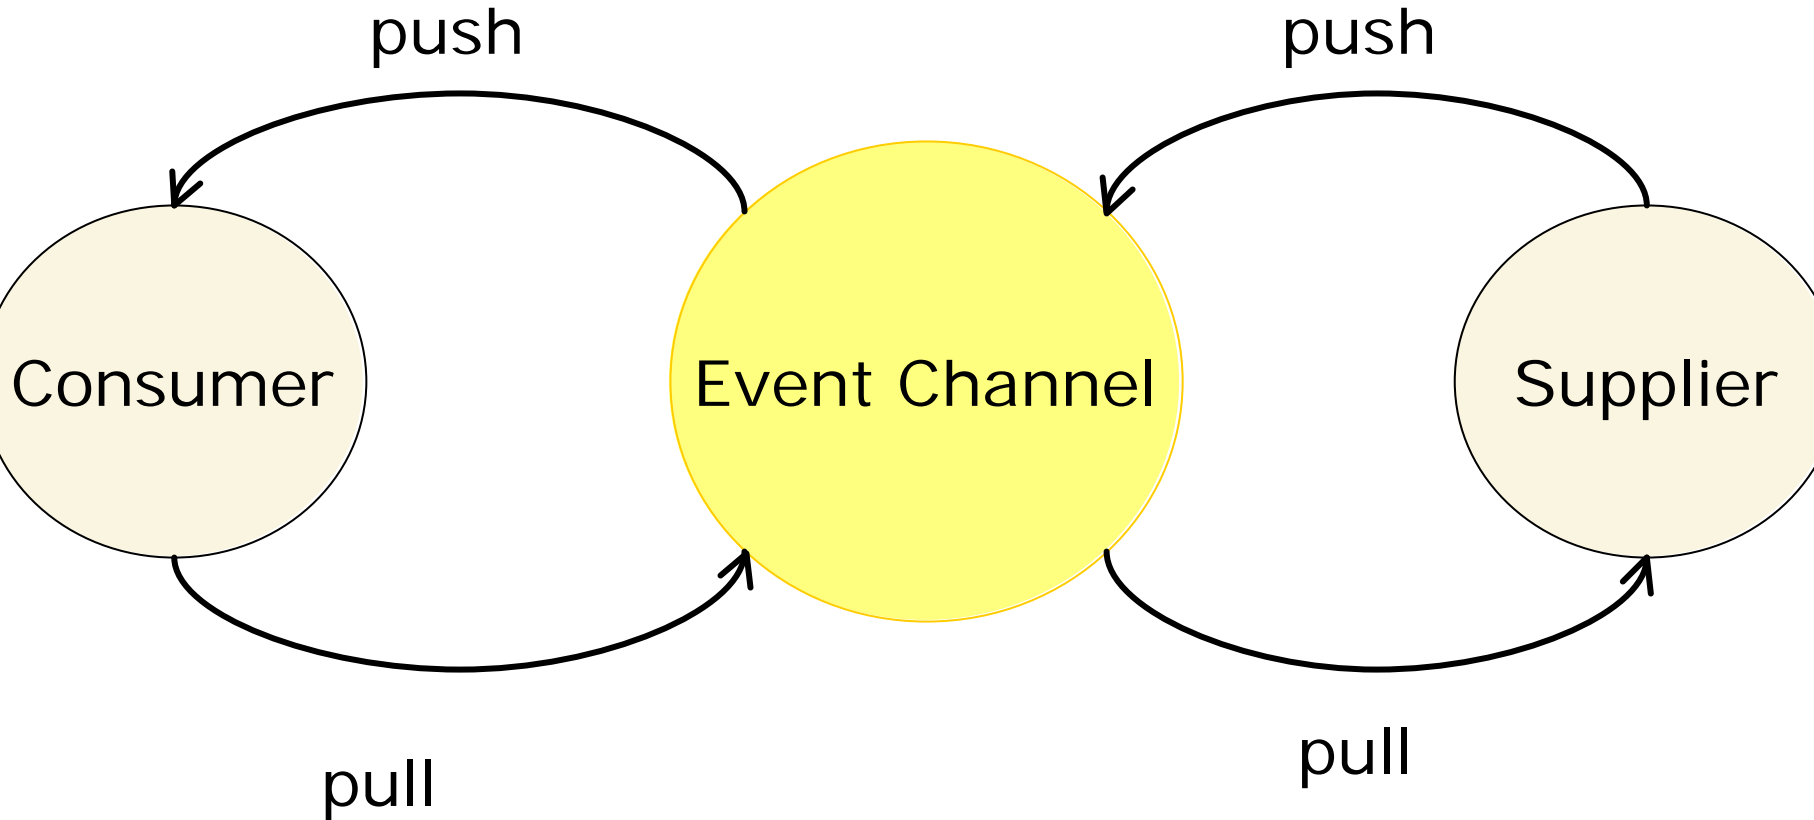 push
push
Consumer
Event Channel
Supplier
pull
pull